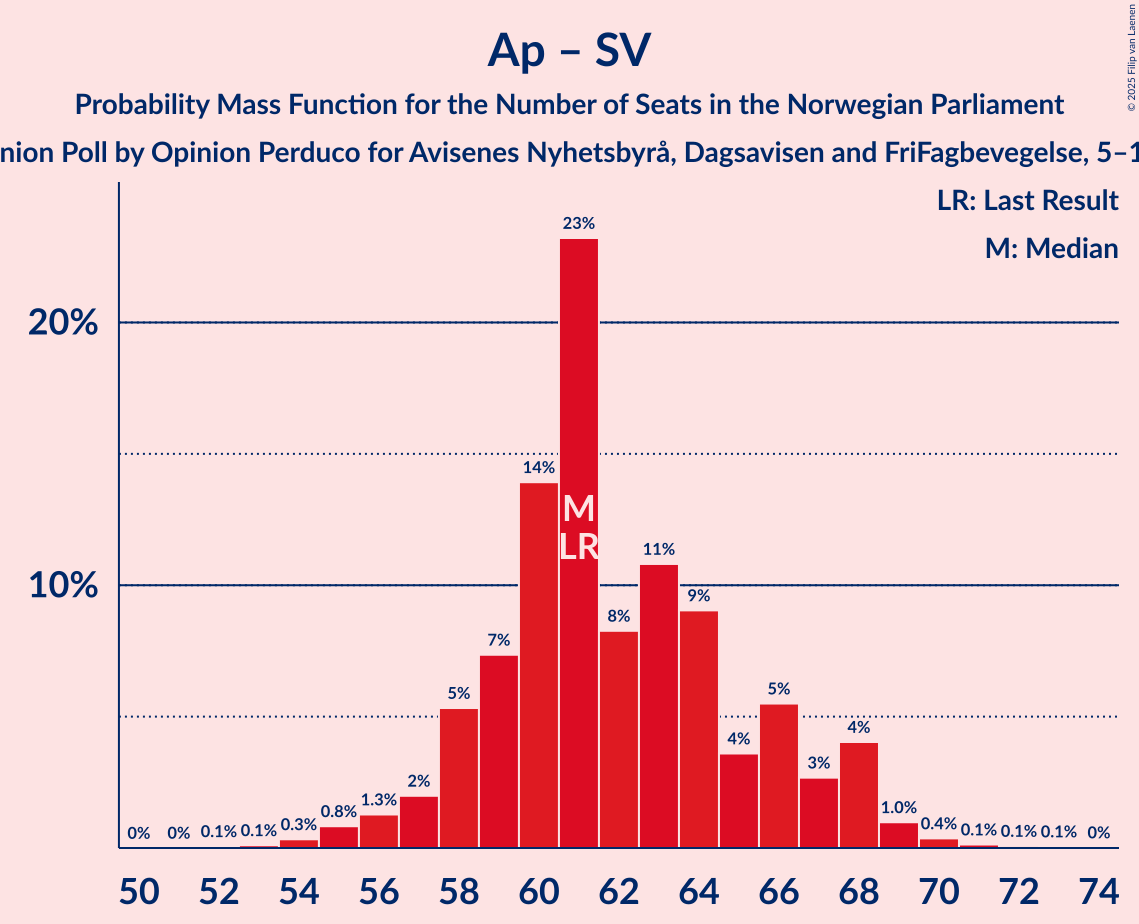 Ap – SV
Probability Mass Function for the Number of Seats in the Norwegian Parliament
nion Poll by Opinion Perduco for Avisenes Nyhetsbyrå, Dagsavisen and FriFagbevegelse, 5–1
© 2025 Filip van Laenen
LR: Last Result
M: Median
20%
10%
0% 0% 0.1% 0.1% 0.3% 0.8% 1.3% 2% 5% 7% 14% 23% 8% 11% 9% 4% 5% 3% 4% 1.0% 0.4% 0.1% 0.1% 0.1% 0%
M
LR
50 52 54 56 58 60 62 64 66 68 70 72 74